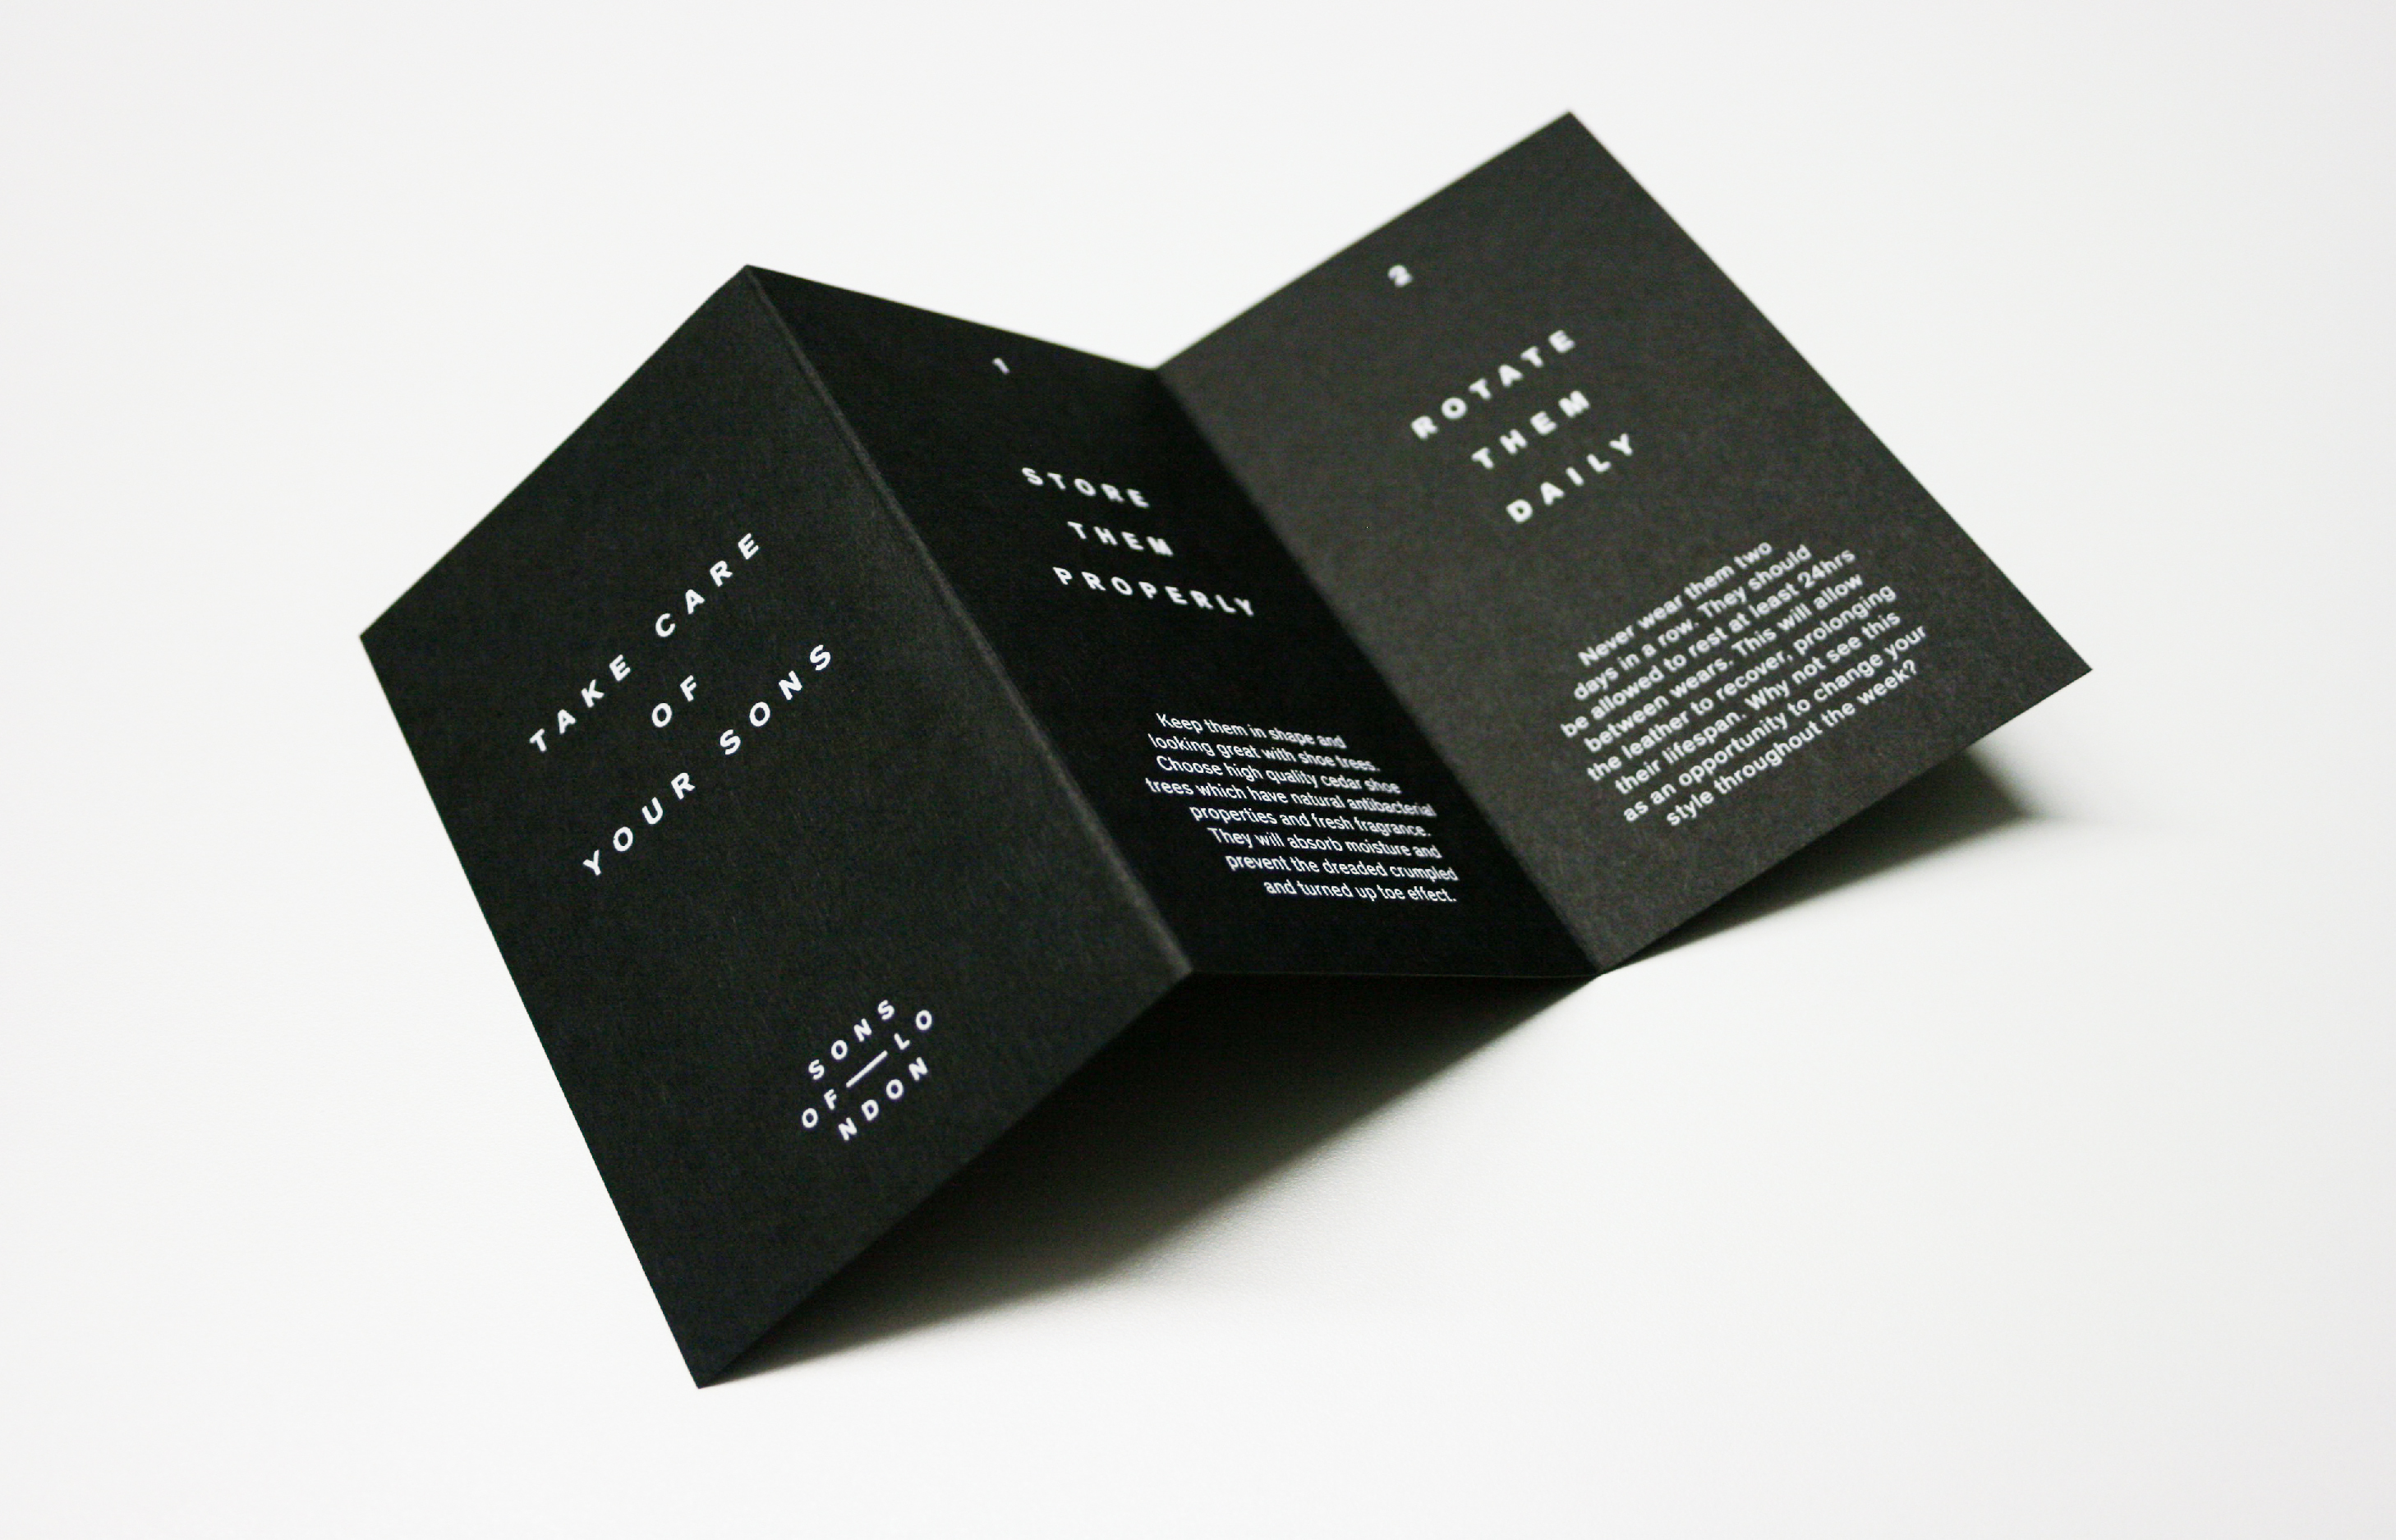 TAKE CARE
OF
YOUR SONS
SONS
OF — LO
NDON
1
STORE
THEM
PROPERLY
Keep them in shape and
looking great with shoe trees.
Choose high quality cedar shoe
trees which have natural antibacterial
properties and fresh fragrance.
They will absorb moisture and
prevent the dreaded crumpled
and turned up toe effect.
2
ROTATE
THEM
DAILY
Never wear them two
days in a row. They should
be allowed to rest at least 24hrs
between wears. This will allow
the leather to recover, prolonging
their lifespan. Why not see this
as an opportunity to change your
style throughout the week?